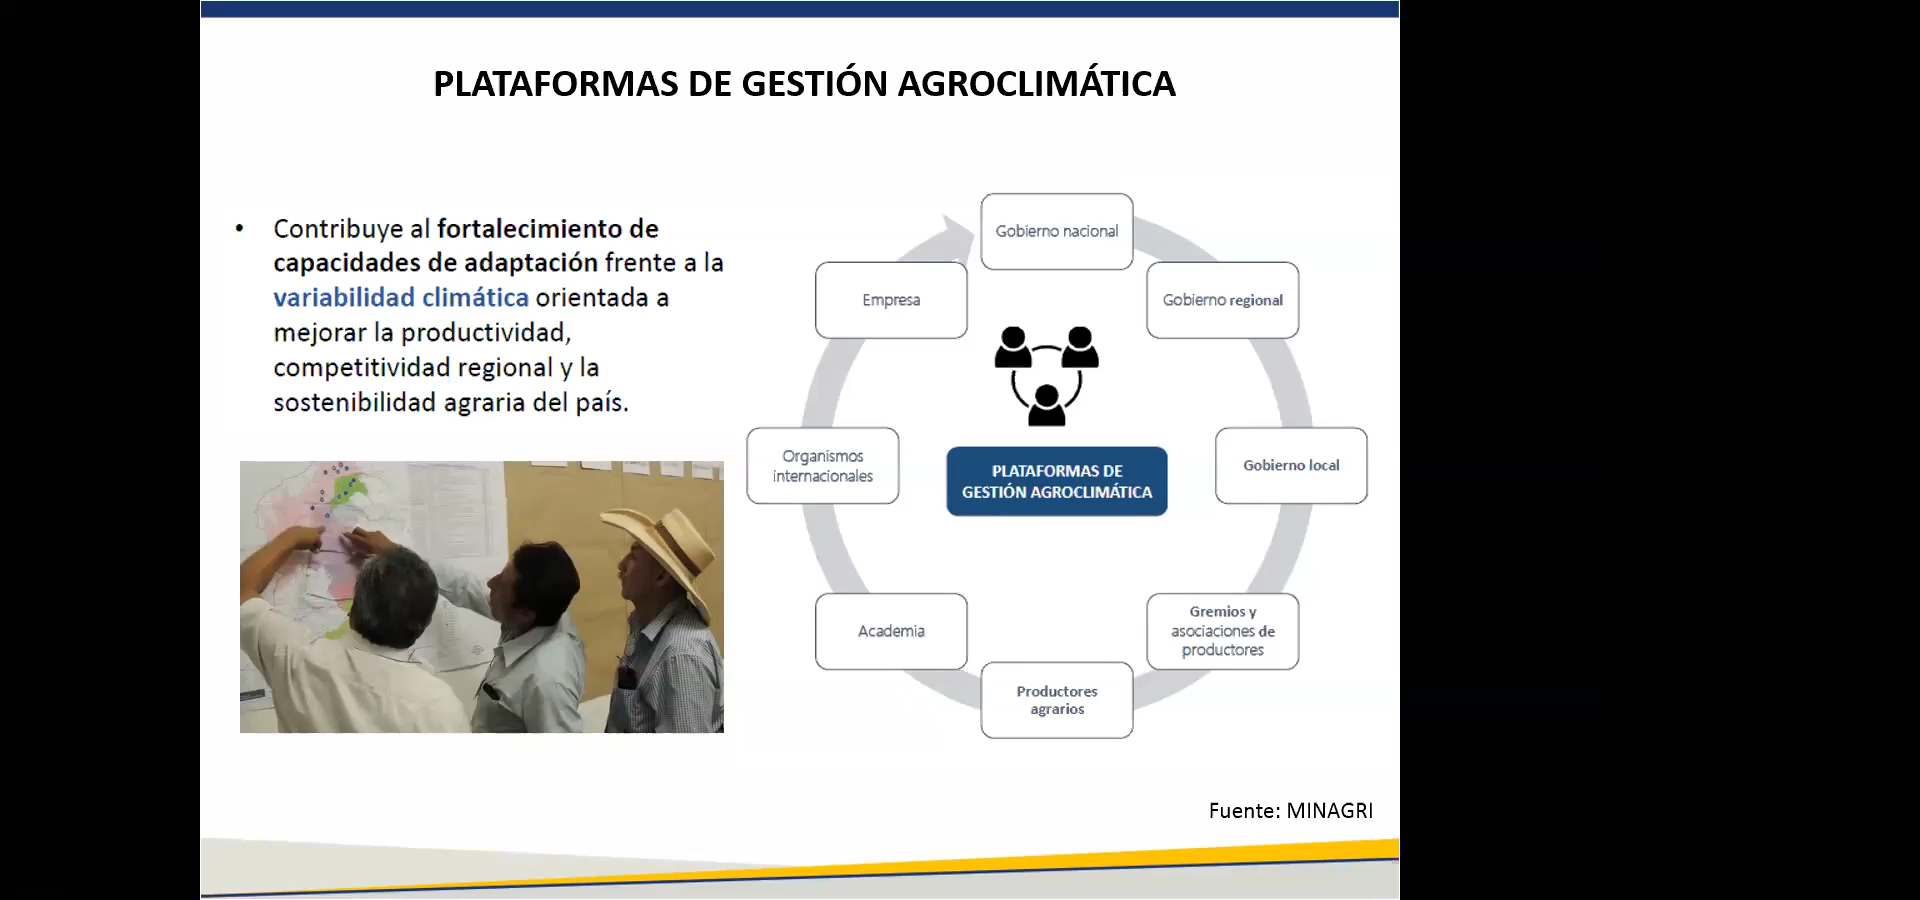 PLATAFORMAS DE GESTIÓN AGROCLIMÁTICA
• Contribuye al fortalecimiento de
capacidades de adaptación frente a la
variabilidad climática orientada a
mejorar la productividad,
competitividad regional y la
sostenibilidad agraria del país.
Gobierno nacional
Gobierno regional
Gobierno local
Gremios y
asociaciones de
productores
Productores
agrarios
Academia
Organismos
internacionales
Empresa
PLATAFORMAS DE
GESTIÓN AGROCLIMÁTICA
Fuente: MINAGRI